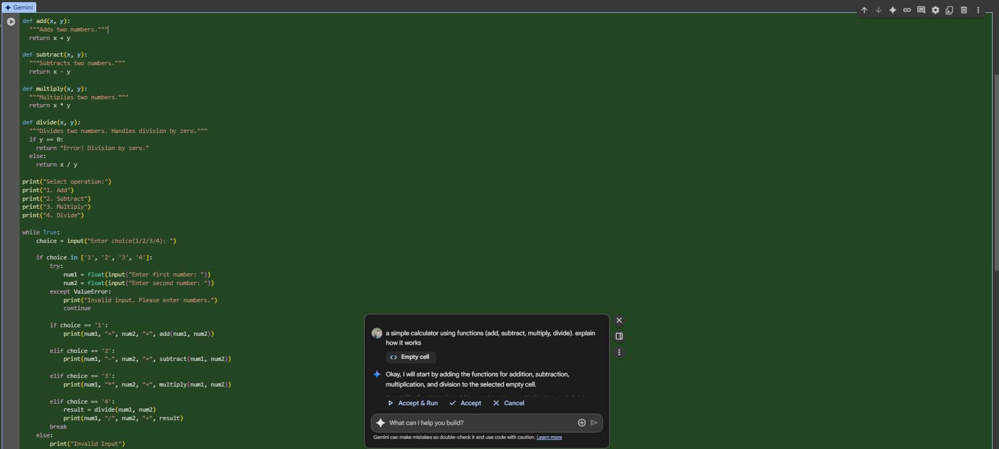 Gemini
def add(x, y):
"""Adds two numbers."""
return x + y
def subtract(x, y):
"""Subtracts two numbers."""
return x - y
def multiply(x, y):
"""Multiplies two numbers."""
return x * y
def divide(x, y):
"""Divides two numbers. Handles division by zero."""
if y == 0:
return "Error! Division by zero."
else:
return x / y
print("Select operation:")
print("1. Add")
print("2. Subtract")
print("3. Multiply")
print("4. Divide")
while True:
choice = input("Enter choice(1/2/3/4): ")
if choice in ['1', '2', '3', '4']:
try:
num1 = float(input("Enter first number: "))
num2 = float(input("Enter second number: "))
except ValueError:
print("Invalid input. Please enter numbers.")
continue
if choice == '1':
print(num1, "+", num2, "=", add(num1, num2))
elif choice == '2':
print(num1, "-", num2, "=", subtract(num1, num2))
elif choice == '3':
print(num1, "*", num2, "=", multiply(num1, num2))
elif choice == '4':
result = divide(num1, num2)
print(num1, "/", num2, "=", result)
break
else:
print("Invalid Input")
a simple calculator using functions (add, subtract, multiply, divide). explain
how it works
<> Empty cell
Okay, I will start by adding the functions for addition, subtraction,
multiplication, and division to the selected empty cell.
Accept & Run Accept Cancel
What can I help you build?
Gemini can make mistakes so double-check it and use code with caution. Learn more